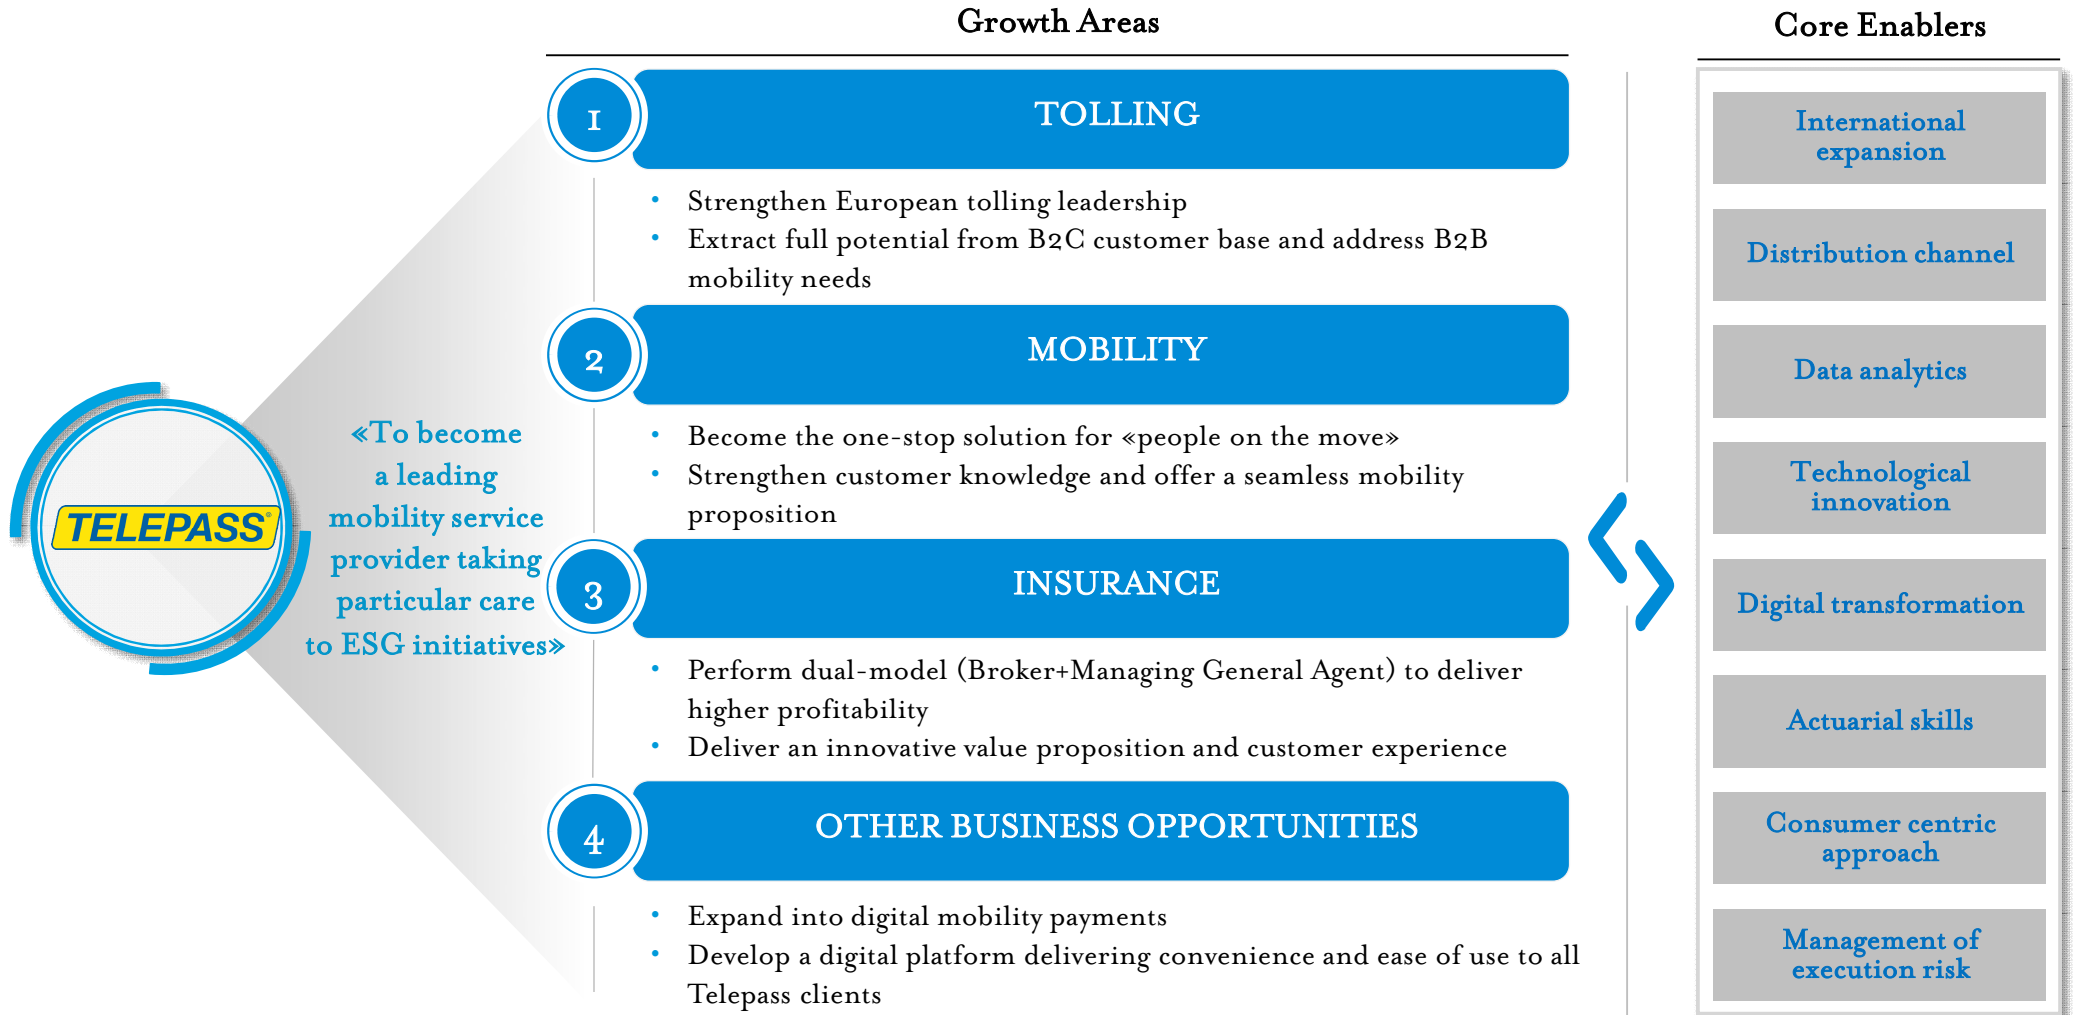 Growth Areas
Core Enablers
TELEPASS®
«To become
a leading
mobility service
provider taking
particular care
to ESG initiatives»
1
TOLLING
• Strengthen European tolling leadership
• Extract full potential from B2C customer base and address B2B
mobility needs
2
MOBILITY
• Become the one-stop solution for «people on the move»
• Strengthen customer knowledge and offer a seamless mobility
proposition
3
INSURANCE
• Perform dual-model (Broker+Managing General Agent) to deliver
higher profitability
• Deliver an innovative value proposition and customer experience
4
OTHER BUSINESS OPPORTUNITIES
• Expand into digital mobility payments
• Develop a digital platform delivering convenience and ease of use to all
Telepass clients
International
expansion
Distribution channel
Data analytics
Technological
innovation
Digital transformation
Actuarial skills
Consumer centric
approach
Management of
execution risk